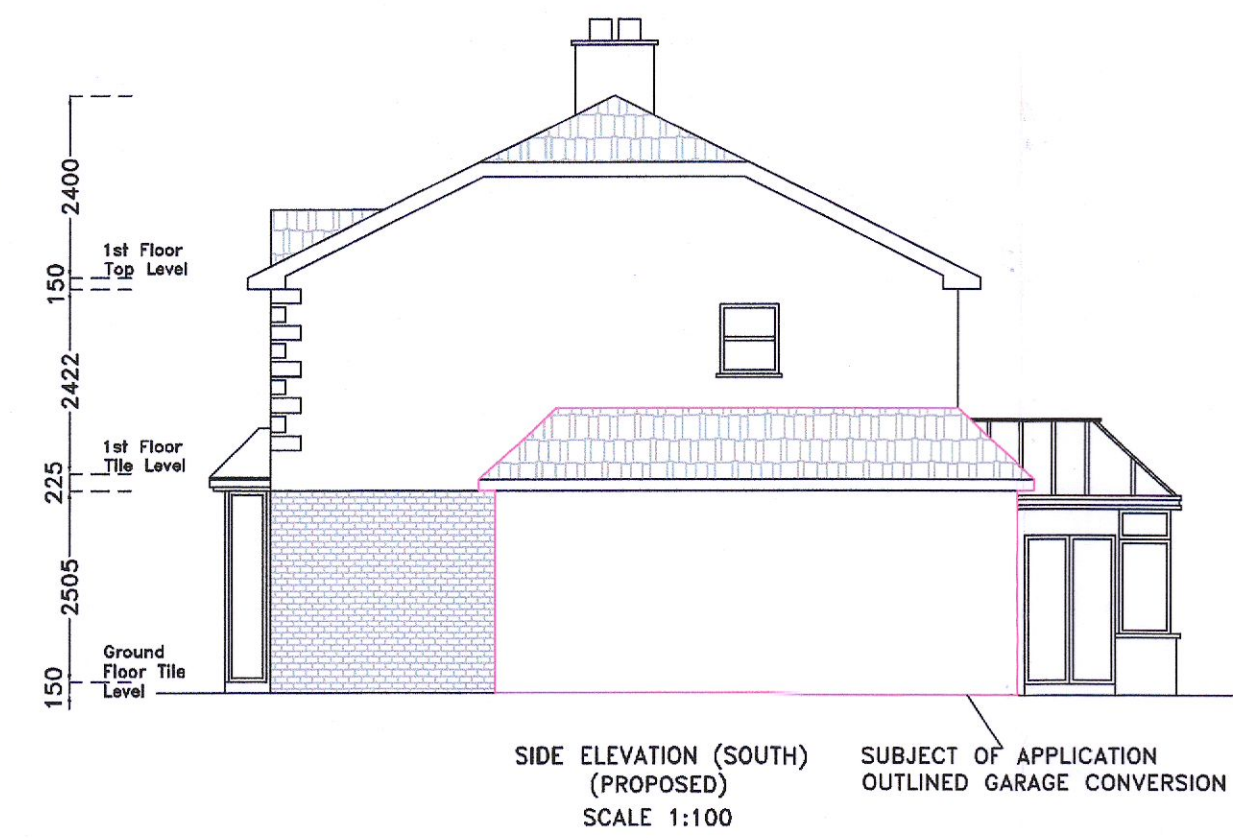 2400
1st Floor
Top Level
150
2422
1st Floor
Tile Level
225
2505
Ground
Floor Tile
Level
150
SIDE ELEVATION (SOUTH)
(PROPOSED)
SCALE 1:100
SUBJECT OF APPLICATION
OUTLINED GARAGE CONVERSION